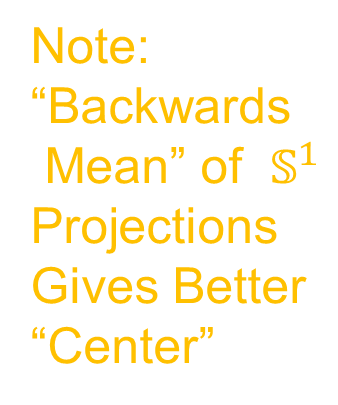 Note:
“Backwards
Mean” of 𝕊¹
Projections
Gives Better
“Center”